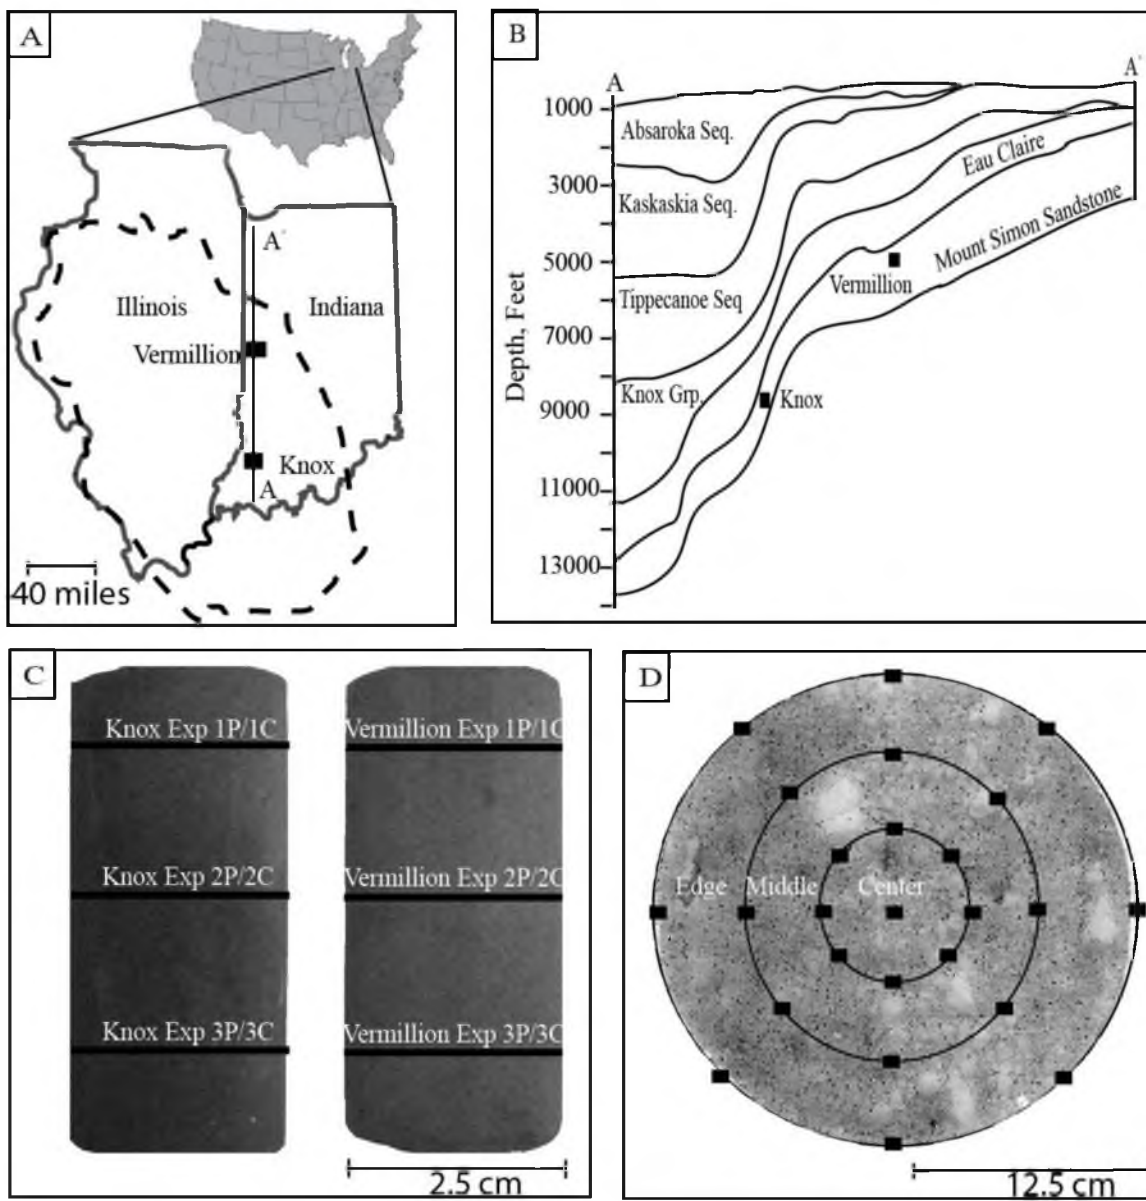 A
Illinois
Indiana
A'
Vermillion
Knox
A
40 miles
B
A
A'
Depth, Feet
1000
3000
5000
7000
9000
11000
13000
Absaroka Seq.
Kaskaskia Seq.
Tippecanoe Seq
Knox Grp.
Eau Claire
Mount Simon Sandstone
Vermillion
Knox
C
Knox Exp 1P/1C
Vermillion Exp 1P/1C
Knox Exp 2P/2C
Vermillion Exp 2P/2C
Knox Exp 3P/3C
Vermillion Exp 3P/3C
2.5 cm
D
Edge
Middle
Center
12.5 cm